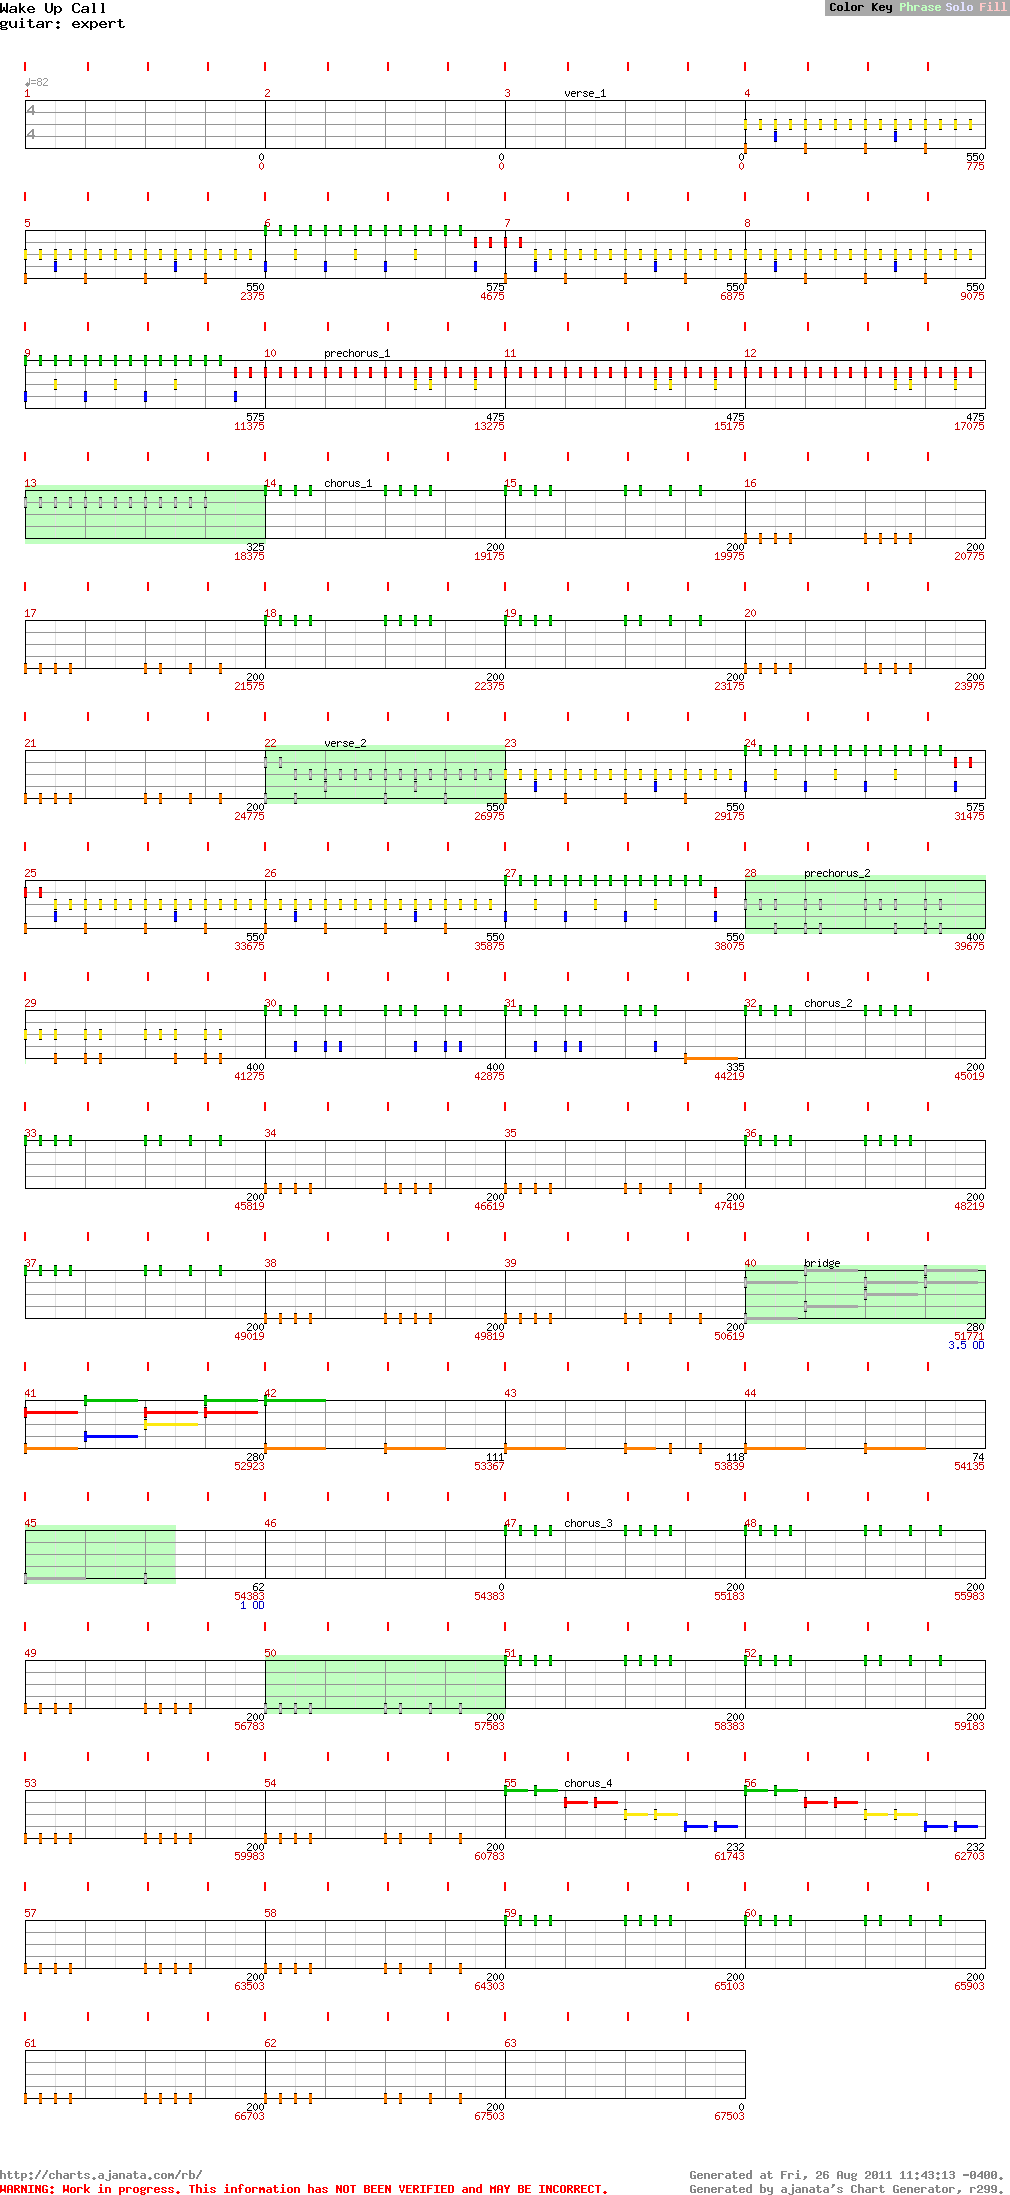 Wake Up Call
guitar: expert
Color Key Phrase Solo Fill
♩=82
1 2 3 verse_1 4
4
4
0 0 0 550
0 0 0 775
5 6 7 8
550 575 550 550
2375 4675 6875 9075
9 10 prechorus_1 11 12
575 475 475 475
11375 13275 15175 17075
13 14 chorus_1 15 16
325 200 200 200
18375 19175 19975 20775
17 18 19 20
200 200 200 200
21575 22375 23175 23975
21 22 verse_2 23 24
200 550 550 575
24775 26975 29175 31475
25 26 27 28 prechorus_2
550 550 550 400
33675 35875 38075 39675
29 30 31 32 chorus_2
400 400 335 200
41275 42875 44219 45019
33 34 35 36
200 200 200 200
45819 46619 47419 48219
37 38 39 40 bridge
200 200 200 280
49019 49819 50619 51771
3.5 OD
41 42 43 44
280 111 118 74
52923 53367 53839 54135
45 46 47 chorus_3 48
62 0 200 200
54383 54383 55183 55983
1 OD
49 50 51 52
200 200 200 200
56783 57583 58383 59183
53 54 55 chorus_4 56
200 200 232 232
59983 60783 61743 62703
57 58 59 60
200 200 200 200
63503 64303 65103 65903
61 62 63
200 200 0
66703 67503 67503
http://charts.ajanata.com/rb/ Generated at Fri, 26 Aug 2011 11:43:13 -0400.
WARNING: Work in progress. This information has NOT BEEN VERIFIED and MAY BE INCORRECT. Generated by ajanata's Chart Generator, r299.